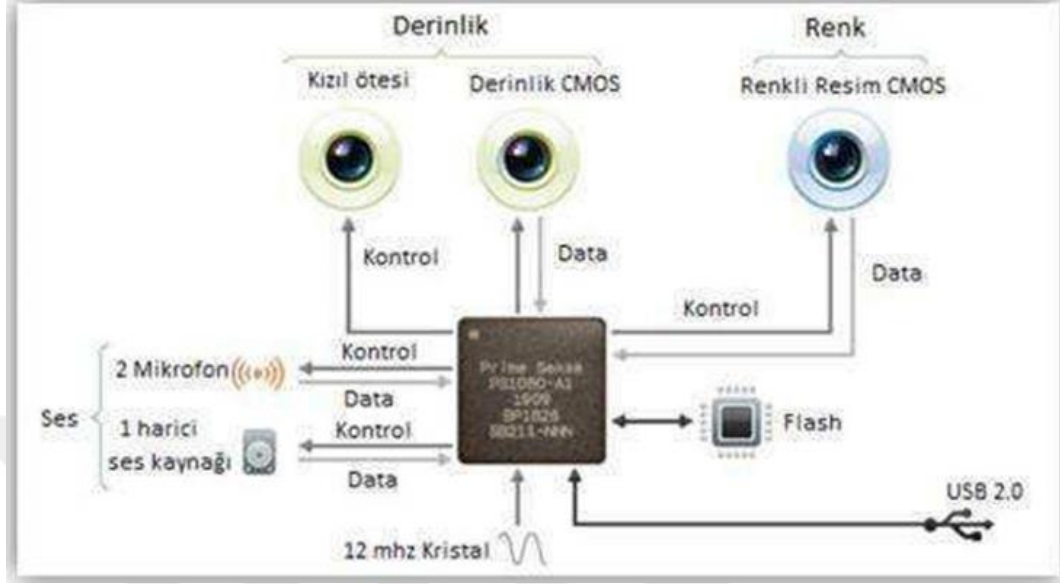 Derinlik
Renk
Kızıl ötesi
Derinlik CMOS
Renkli Resim CMOS
Kontrol
Data
Data
Kontrol
2 Mikrofon
Kontrol
Data
Prime Sense
PS1080-A1
1909
BP1826
SB211-NNN
Ses
1 harici
ses kaynağı
Kontrol
Data
Flash
USB 2.0
12 mhz Kristal